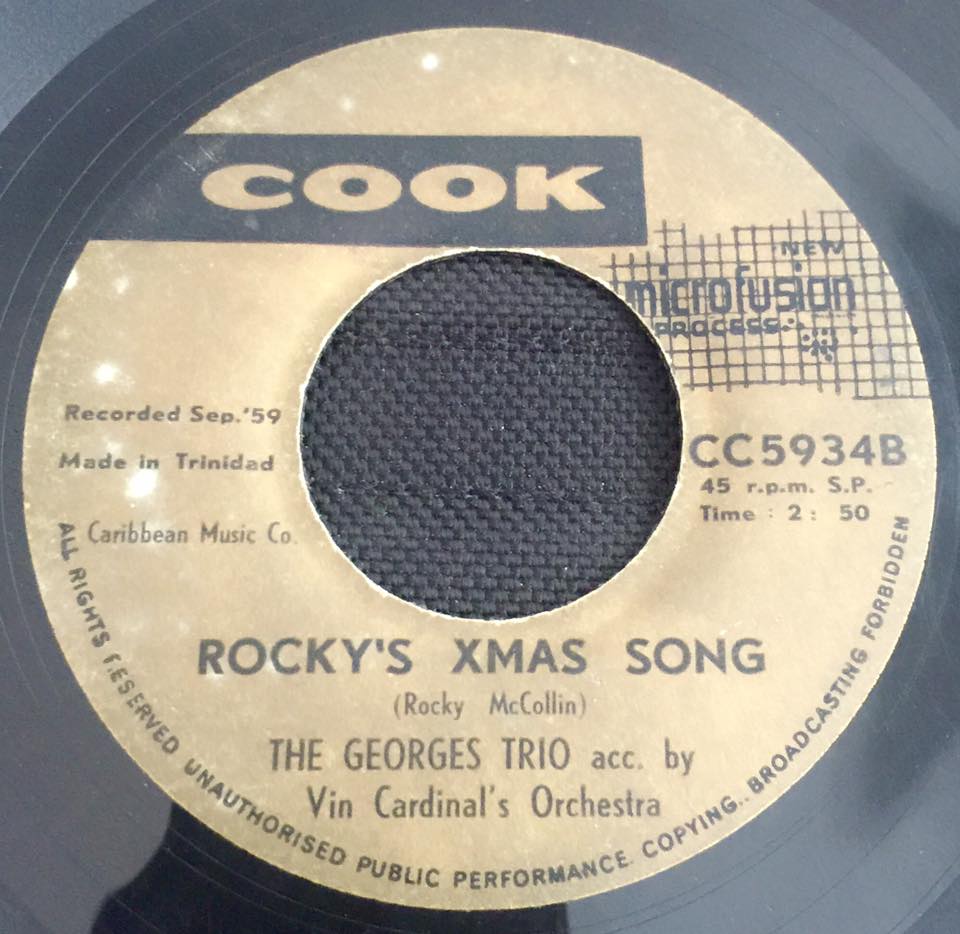 COOK
NEW
microfusion
PROCESS
Recorded Sep.'59
Made in Trinidad
Caribbean Music Co.
CC5934B
45 r.p.m. S.P.
Time : 2 : 50
ROCKY'S XMAS SONG
(Rocky McCollin)
THE GEORGES TRIO acc. by
Vin Cardinal's Orchestra
ALL RIGHTS RESERVED UNAUTHORISED PUBLIC PERFORMANCE. COPYING.. BROADCASTING FORBIDDEN